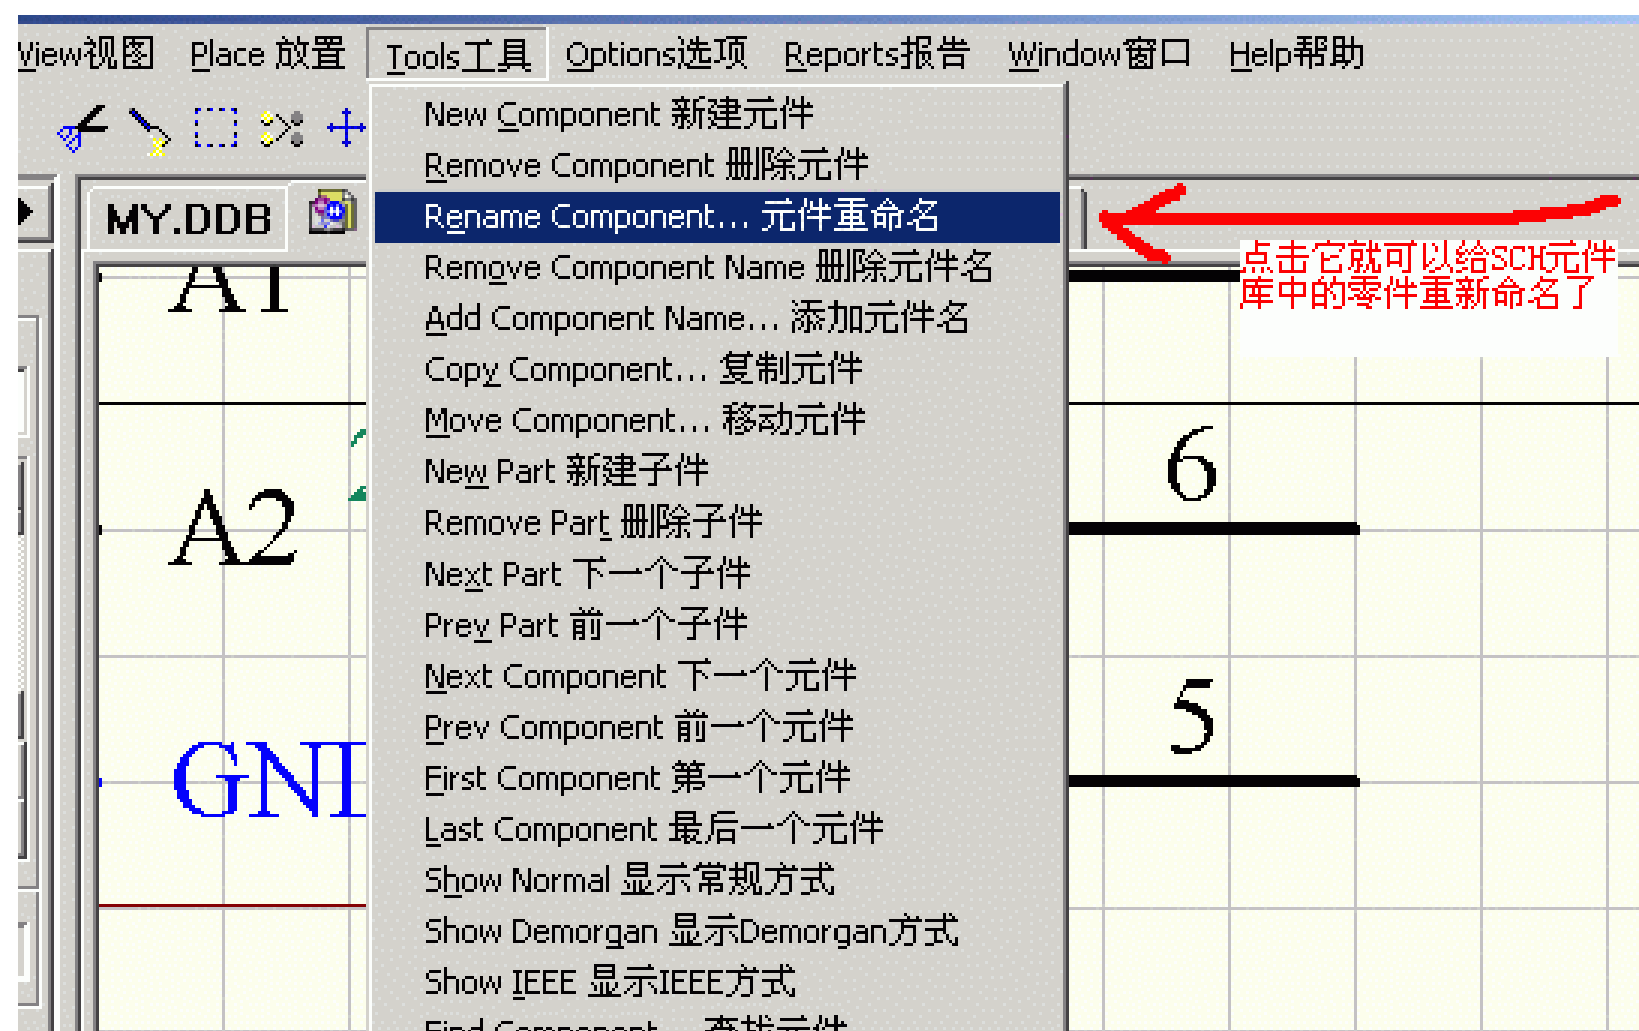 View视图 Place 放置 Tools工具 Options选项 Reports报告 Window窗口 Help帮助
New Component 新建元件
Remove Component 删除元件
MY.DDB
Rename Component... 元件重命名
点击它就可以给SCH元件
库中的零件重新命名了
Remove Component Name 删除元件名
A1
Add Component Name... 添加元件名
Copy Component... 复制元件
Move Component... 移动元件
6
New Part 新建子件
A2
Remove Part 删除子件
Next Part 下一个子件
Prev Part 前一个子件
Next Component 下一个元件
5
Prev Component 前一个元件
GND
First Component 第一个元件
Last Component 最后一个元件
Show Normal 显示常规方式
Show Demorgan 显示Demorgan方式
Show IEEE 显示IEEE方式
Find Component... 查找元件